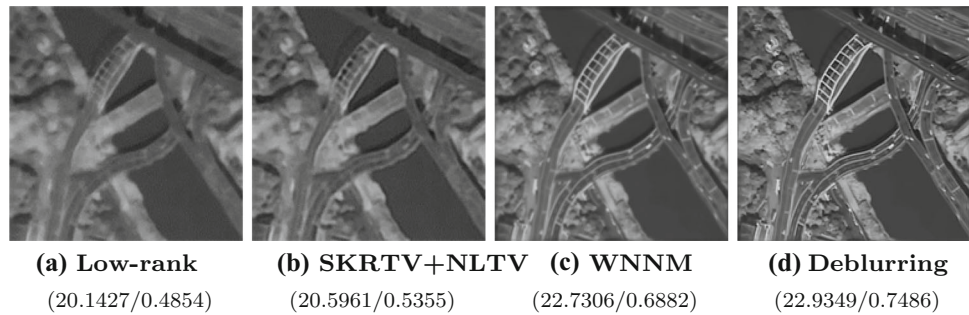 (a) Low-rank (b) SKRTV+NLTV (c) WNNM (d) Deblurring
(20.1427/0.4854) (20.5961/0.5355) (22.7306/0.6882) (22.9349/0.7486)